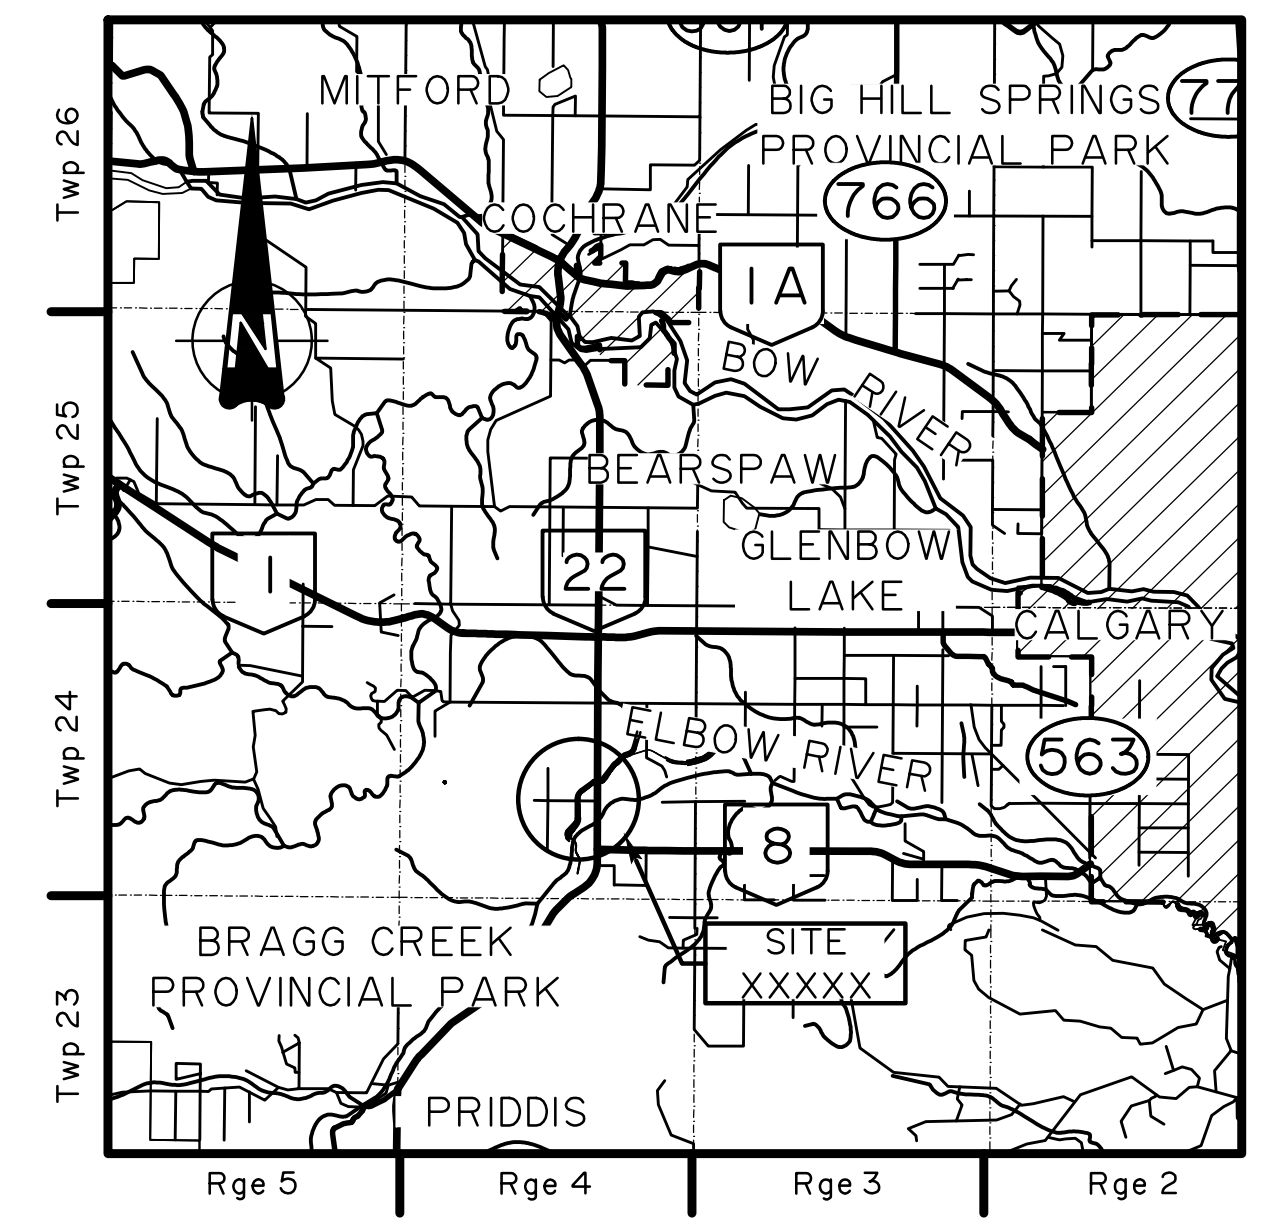 MITFORD
BIG HILL SPRINGS
PROVINCIAL PARK
77
Twp 26
766
COCHRANE
1A
N
BOW RIVER
Twp 25
BEARSPAW
GLENBOW
LAKE
1
22
CALGARY
Twp 24
ELBOW RIVER
563
8
BRAGG CREEK
PROVINCIAL PARK
SITE
XXXXX
Twp 23
PRIDDIS
Rge 5
Rge 4
Rge 3
Rge 2